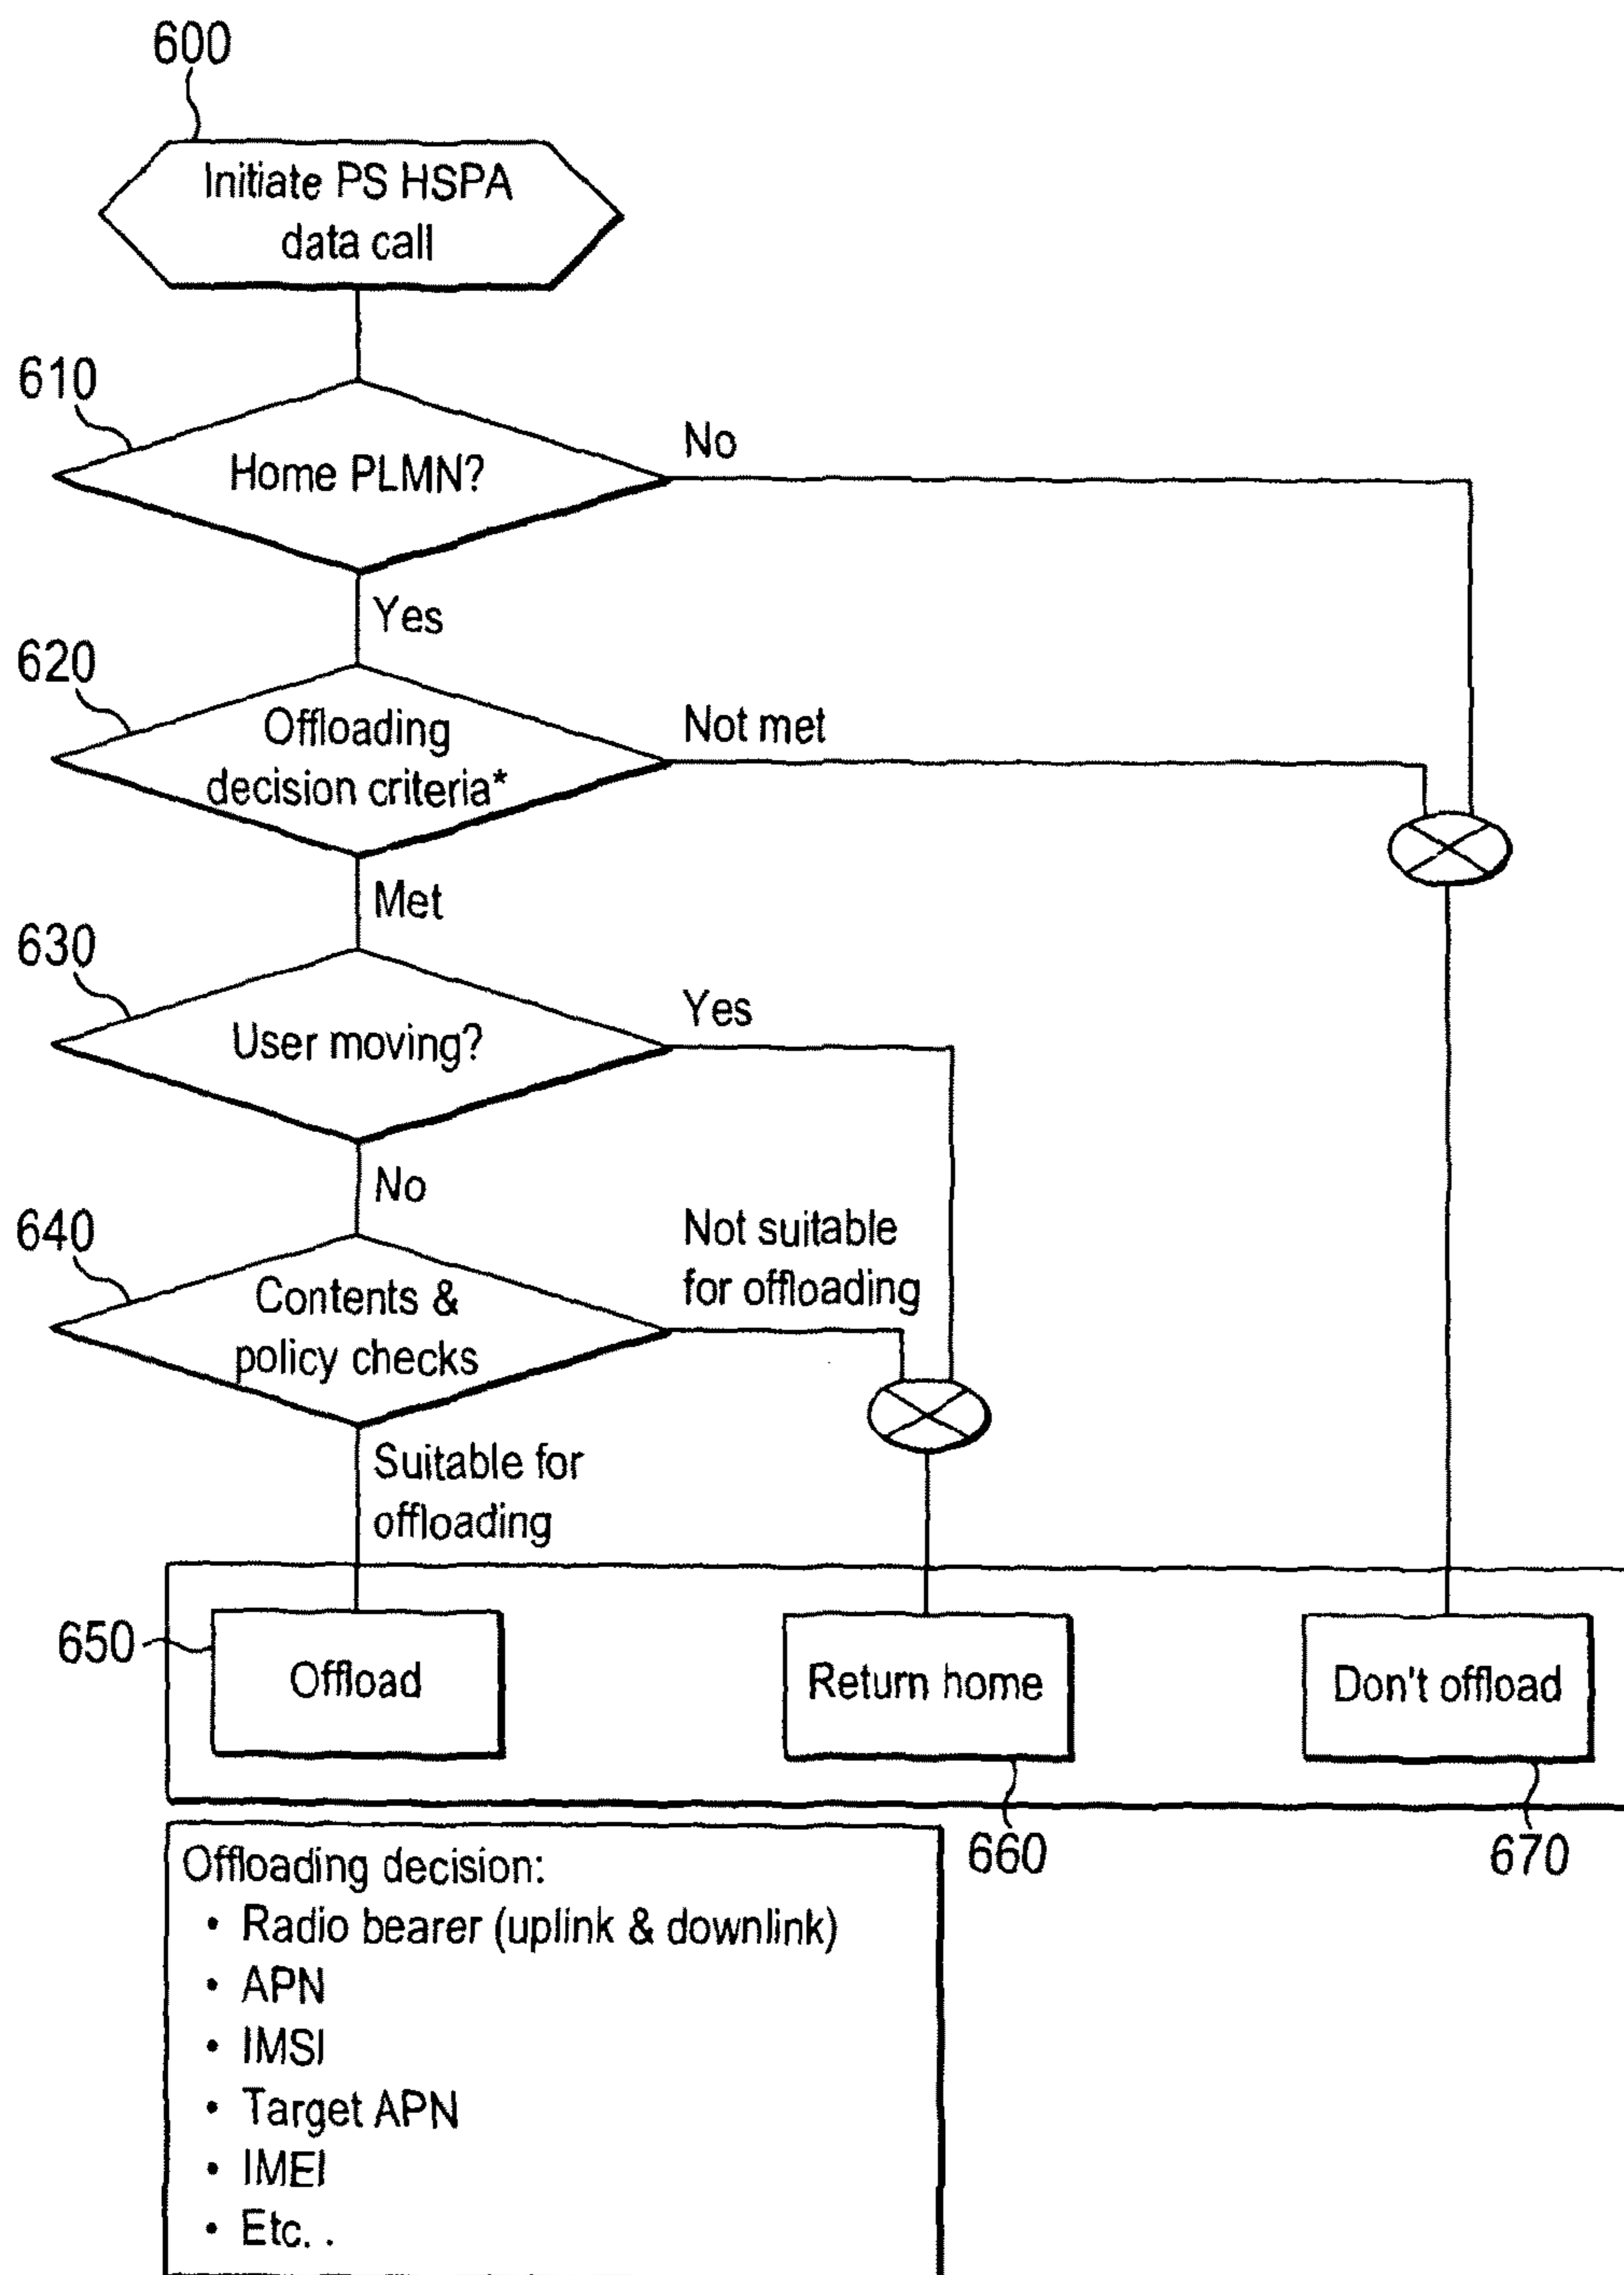 600
Initiate PS HSPA
data call
610
Home PLMN?
No
Yes
620
Offloading
decision criteria*
Not met
Met
630
User moving?
Yes
No
640
Contents &
policy checks
Not suitable
for offloading
Suitable for
offloading
650
Offload
Return home
Don't offload
660
670
Offloading decision:
• Radio bearer (uplink & downlink)
• APN
• IMSI
• Target APN
• IMEI
• Etc. .